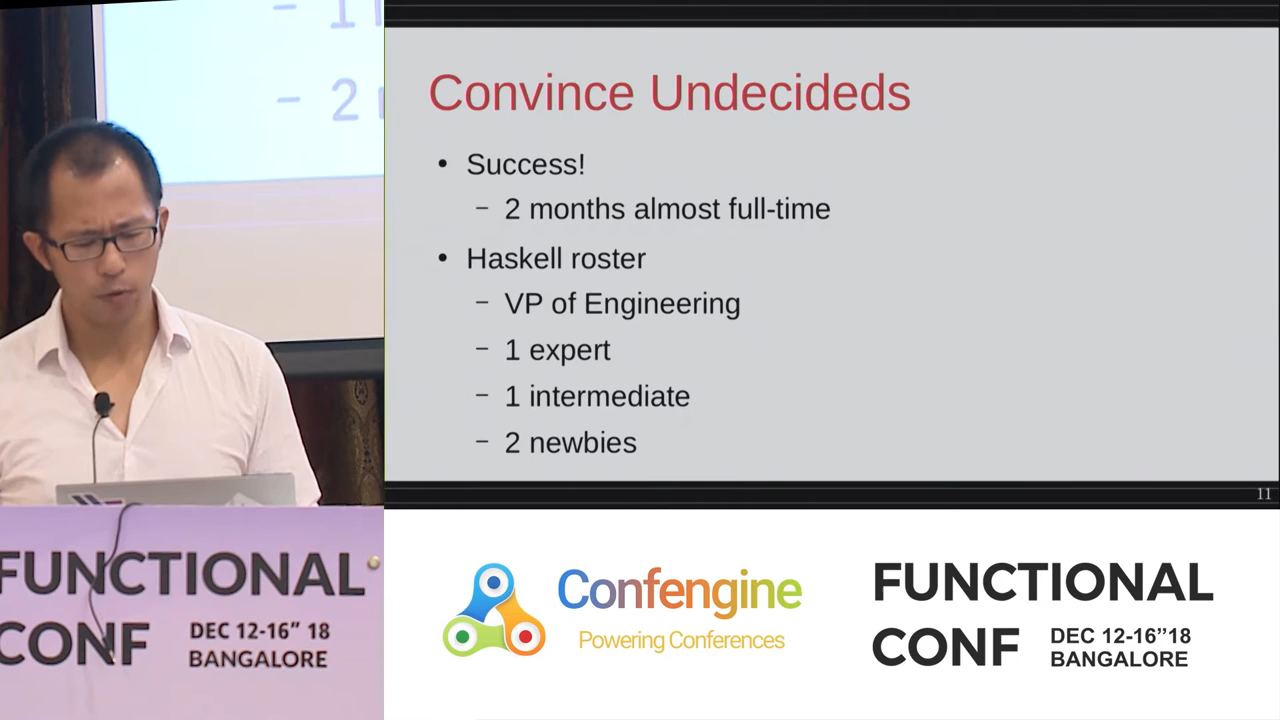 - 2
Convince Undecideds
• Success!
– 2 months almost full-time
• Haskell roster
– VP of Engineering
– 1 expert
– 1 intermediate
– 2 newbies
11
FUNCTIONAL
CONF
DEC 12-16" 18
BANGALORE
Confengine
Powering Conferences
FUNCTIONAL
CONF
DEC 12-16"18
BANGALORE